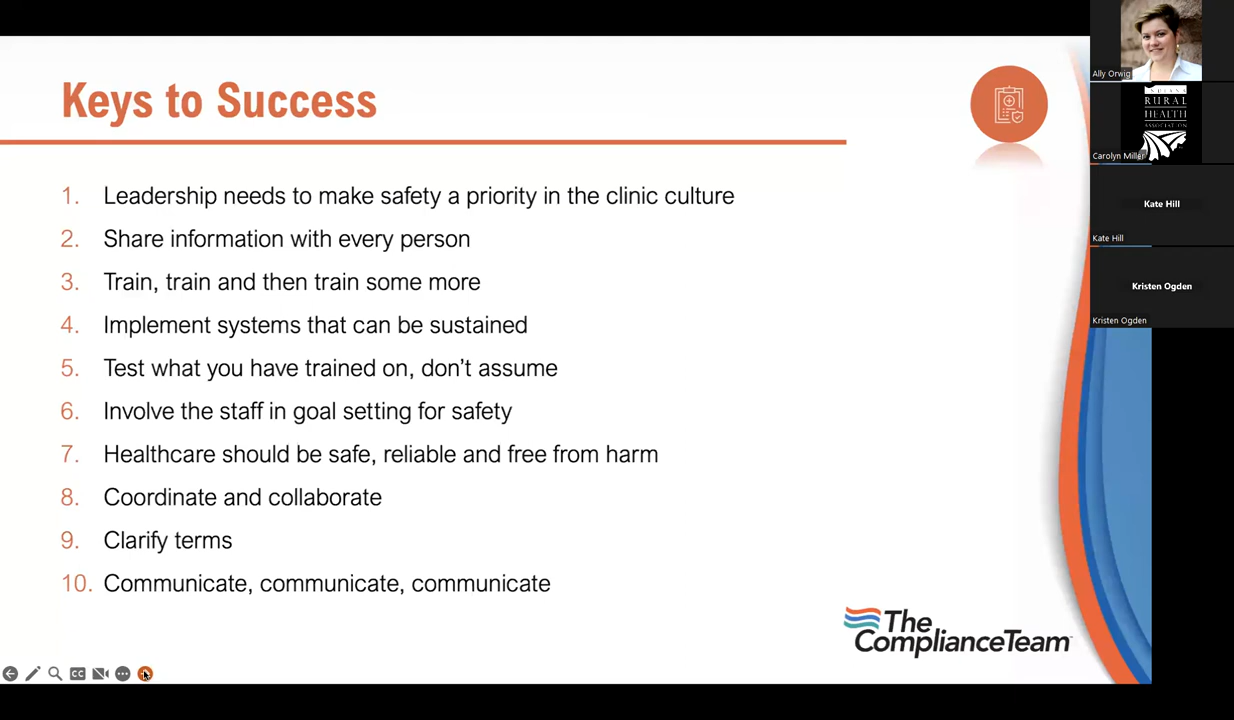 Keys to Success
1. Leadership needs to make safety a priority in the clinic culture
2. Share information with every person
3. Train, train and then train some more
4. Implement systems that can be sustained
5. Test what you have trained on, don't assume
6. Involve the staff in goal setting for safety
7. Healthcare should be safe, reliable and free from harm
8. Coordinate and collaborate
9. Clarify terms
10. Communicate, communicate, communicate
The
ComplianceTeam
CC
Ally Orwig
RURAL
HEALTH
ASSOCIATION
Carolyn Miller
Kate Hill
Kate Hill
Kristen Ogden
Kristen Ogden